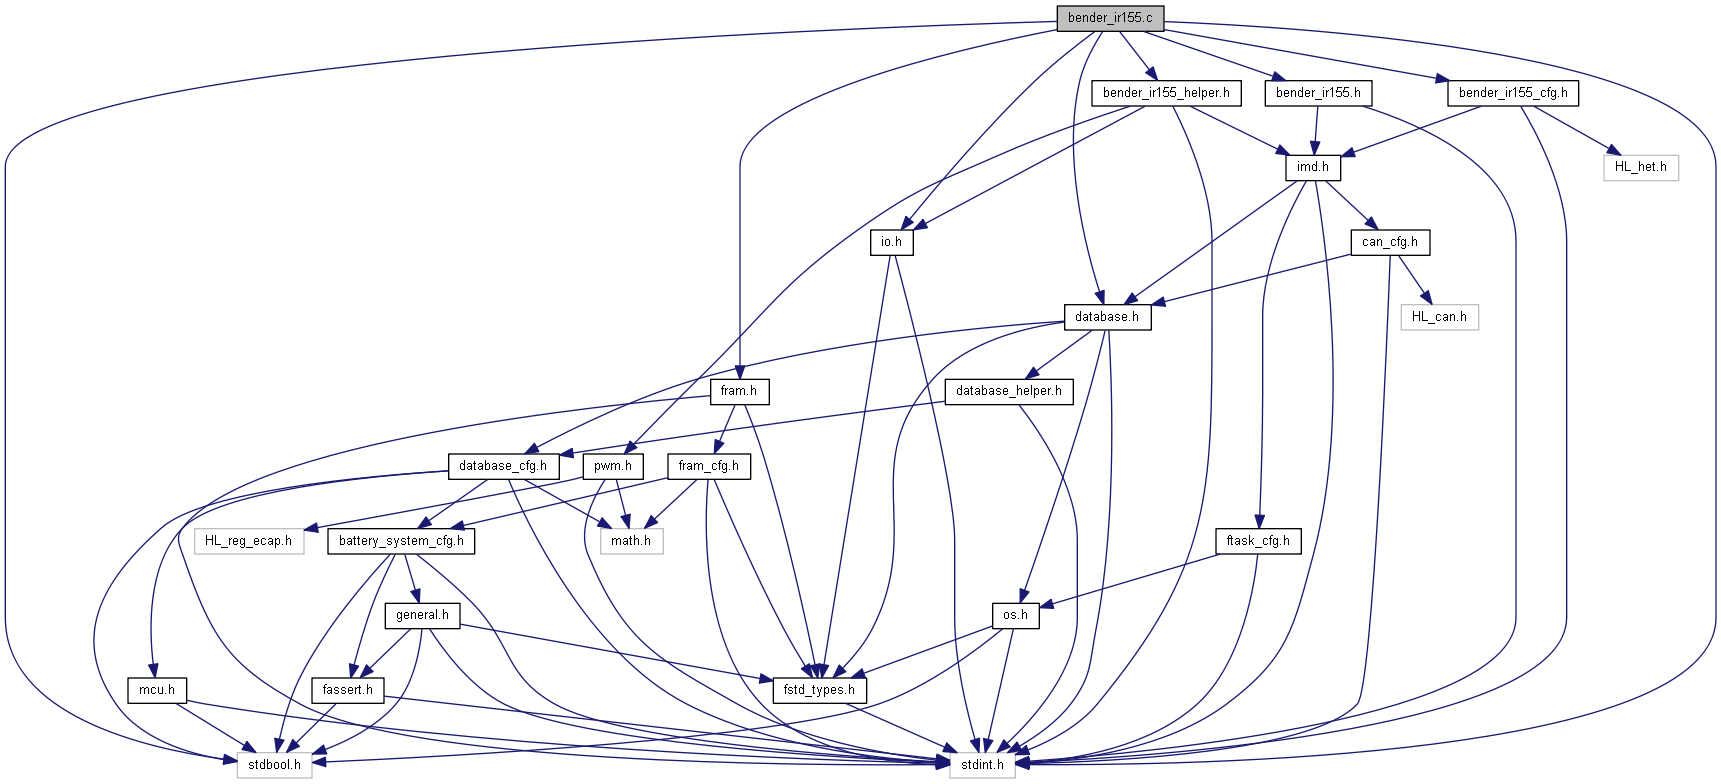 bender_ir155.c
bender_ir155_helper.h
bender_ir155.h
bender_ir155_cfg.h
imd.h
HL_het.h
io.h
can_cfg.h
database.h
HL_can.h
fram.h
database_helper.h
database_cfg.h
pwm.h
fram_cfg.h
HL_reg_ecap.h
battery_system_cfg.h
math.h
ftask_cfg.h
general.h
os.h
mcu.h
fassert.h
fstd_types.h
stdbool.h
stdint.h